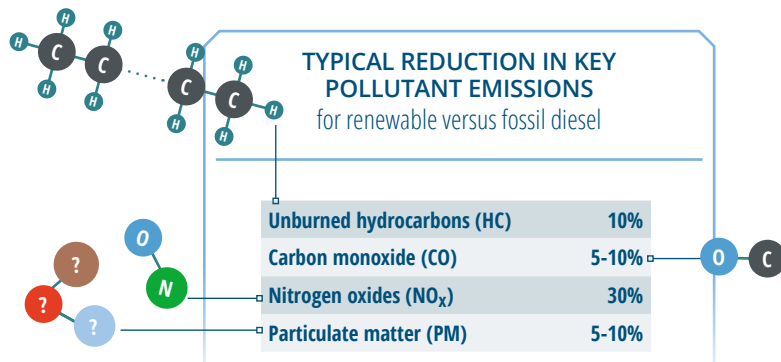 TYPICAL REDUCTION IN KEY
POLLUTANT EMISSIONS
for renewable versus fossil diesel
H
H
H
C
C
H
H
H
H
C
C
H
H
H
Unburned hydrocarbons (HC) 10%
Carbon monoxide (CO) 5-10%
O C
Nitrogen oxides (NOx) 30%
O
N
Particulate matter (PM) 5-10%
?
?
?